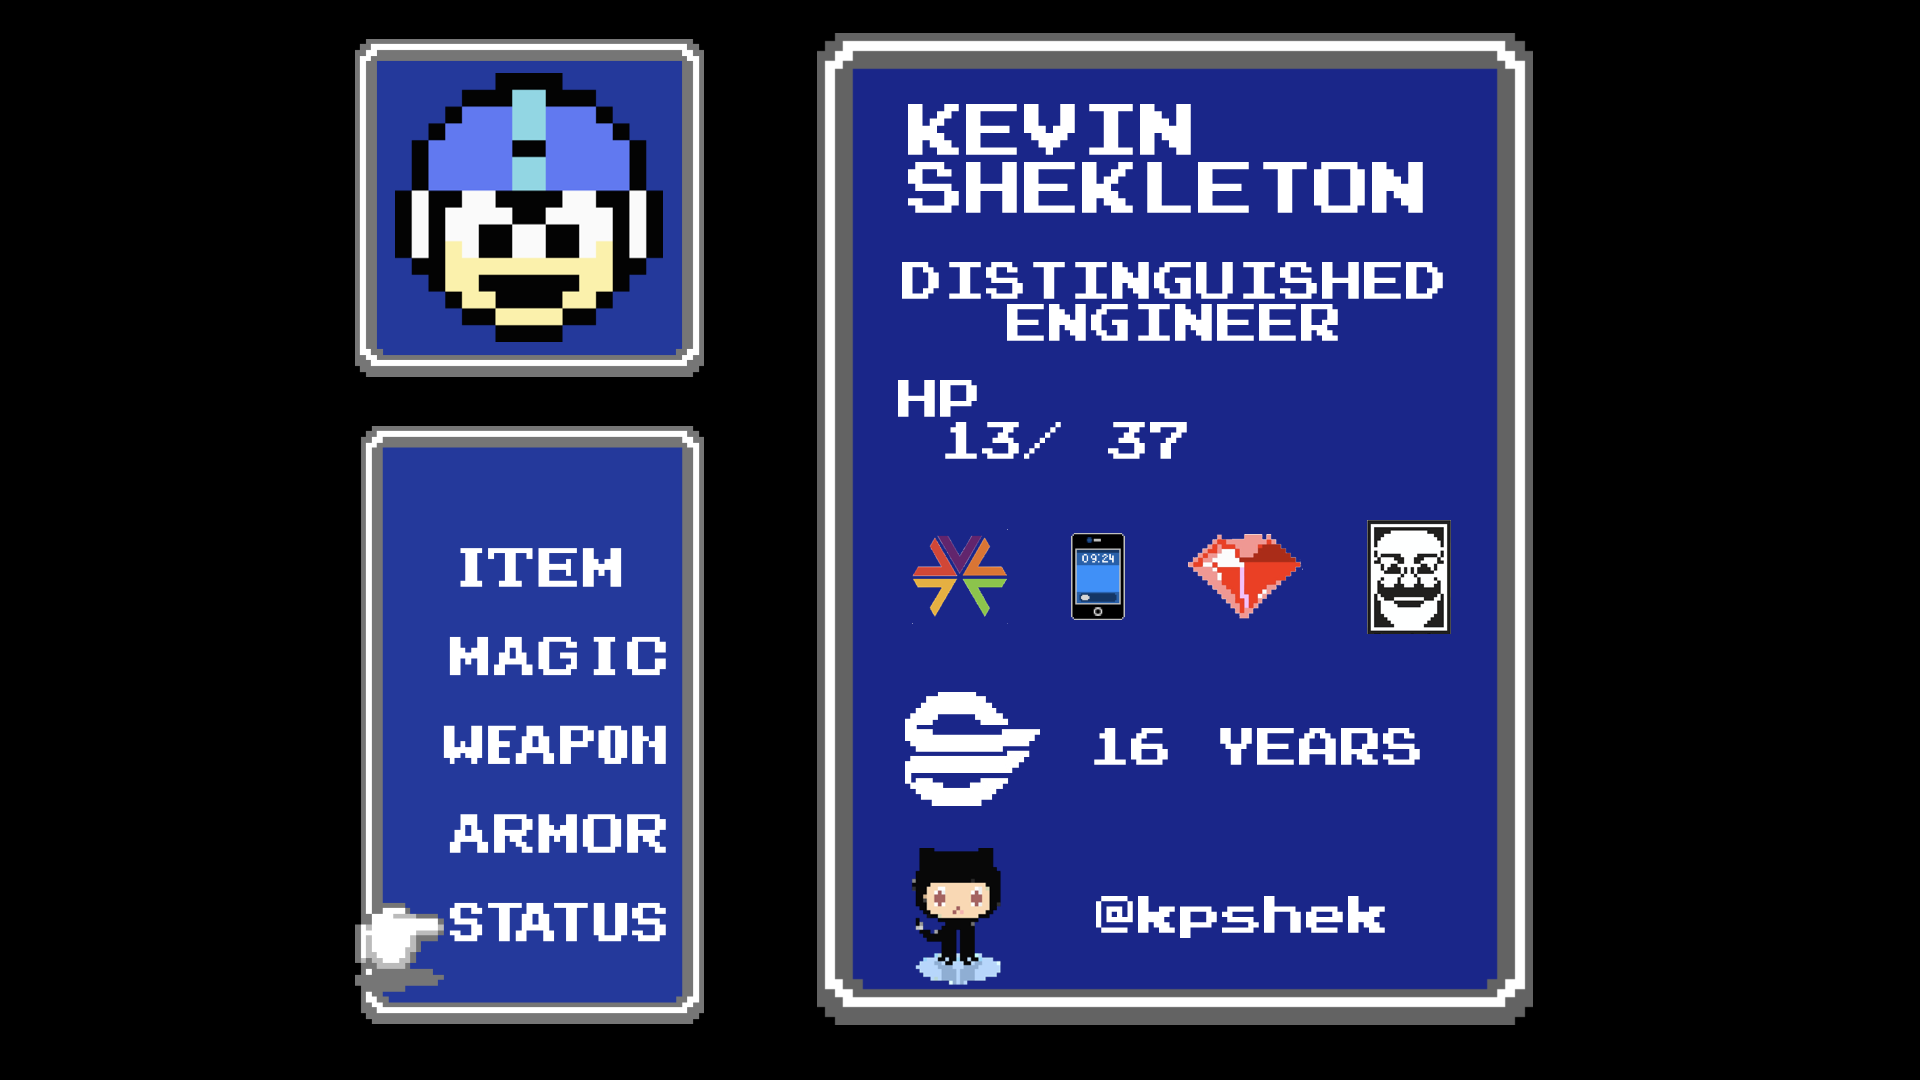 ITEM
MAGIC
WEAPON
ARMOR
STATUS
KEVIN
SHEKLETON
DISTINGUISHED
ENGINEER
HP
13/ 37
09:24
16 YEARS
@kpshek